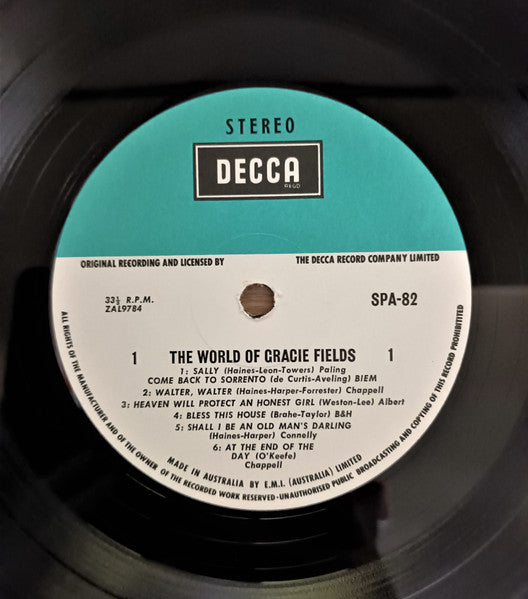 STEREO
DECCA
REGD
ORIGINAL RECORDING AND LICENSED BY THE DECCA RECORD COMPANY LIMITED
33⅓ R.P.M.
ZAL9784
SPA-82
1 THE WORLD OF GRACIE FIELDS 1
1: SALLY (Haines-Leon-Towers) Paling
COME BACK TO SORRENTO (de Curtis-Aveling) BIEM
2: WALTER, WALTER (Haines-Harper-Forrester) Chappell
3: HEAVEN WILL PROTECT AN HONEST GIRL (Weston-Lee) Albert
4: BLESS THIS HOUSE (Brahe-Taylor) B&H
5: SHALL I BE AN OLD MAN'S DARLING
(Haines-Harper) Connelly
6: AT THE END OF THE
DAY (O'Keefe)
Chappell
MADE IN AUSTRALIA BY E.M.I. (AUSTRALIA) LIMITED
ALL RIGHTS OF THE MANUFACTURER AND OF THE OWNER OF THE RECORDED WORK RESERVED·UNAUTHORISED PUBLIC BROADCASTING AND COPYING OF THIS RECORD PROHIBITED